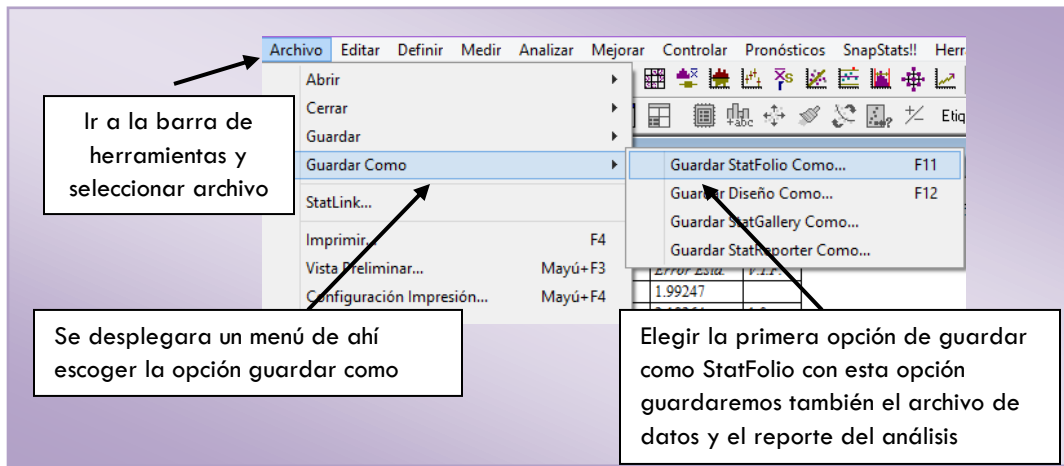 Archivo Editar Definir Medir Analizar Mejorar Controlar Pronósticos SnapStats!! Herr
Abrir
Cerrar
Guardar
Guardar Como
StatLink...
Imprimir... F4
Vista Preliminar... Mayú+F3
Configuración Impresión... Mayú+F4
Etiq
Guardar StatFolio Como... F11
Guardar Diseño Como... F12
Guardar StatGallery Como...
Guardar StatReporter Como...
Error Está. V.I.F.
1.99247
Ir a la barra de
herramientas y
seleccionar archivo
Se desplegara un menú de ahí
escoger la opción guardar como
Elegir la primera opción de guardar
como StatFolio con esta opción
guardaremos también el archivo de
datos y el reporte del análisis